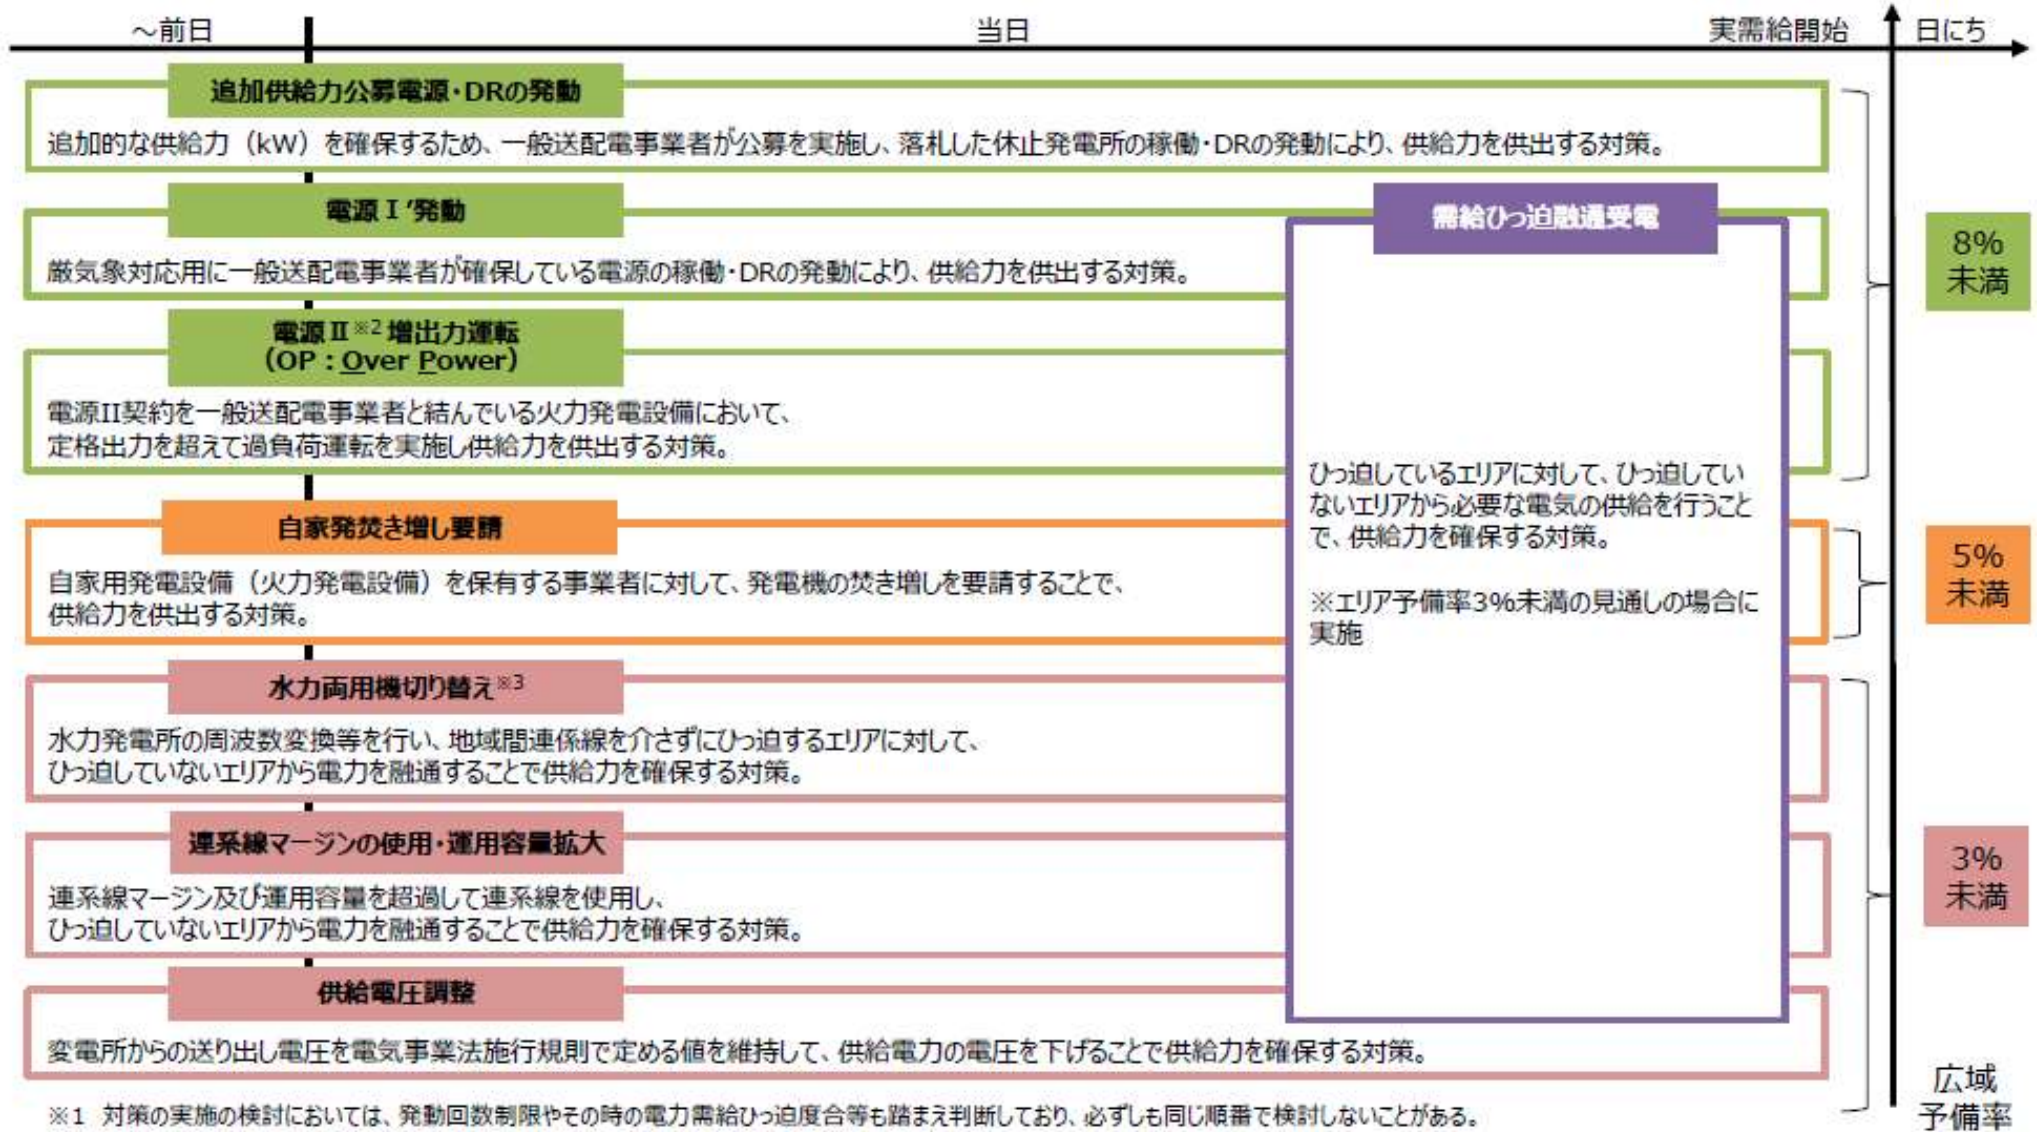 ～前日
当日
実需給開始
日にち
追加供給力公募電源・DRの発動
追加的な供給力（kW）を確保するため、一般送配電事業者が公募を実施し、落札した休止発電所の稼働・DRの発動により、供給力を供出する対策。
電源Ⅰ’発動
厳気象対応用に一般送配電事業者が確保している電源の稼働・DRの発動により、供給力を供出する対策。
電源Ⅱ※2増出力運転
（OP：Over Power）
電源II契約を一般送配電事業者と結んでいる火力発電設備において、
定格出力を超えて過負荷運転を実施し供給力を供出する対策。
8%
未満
需給ひっ迫融通受電
ひっ迫しているエリアに対して、ひっ迫してい
ないエリアから必要な電気の供給を行うこと
で、供給力を確保する対策。
※エリア予備率3%未満の見通しの場合に
実施
自家発焚き増し要請
自家用発電設備（火力発電設備）を保有する事業者に対して、発電機の焚き増しを要請することで、
供給力を供出する対策。
5%
未満
水力両用機切り替え※3
水力発電所の周波数変換等を行い、地域間連係線を介さずにひっ迫するエリアに対して、
ひっ迫していないエリアから電力を融通することで供給力を確保する対策。
連系線マージンの使用・運用容量拡大
連系線マージン及び運用容量を超過して連系線を使用し、
ひっ迫していないエリアから電力を融通することで供給力を確保する対策。
3%
未満
供給電圧調整
変電所からの送り出し電圧を電気事業法施行規則で定める値を維持して、供給電力の電圧を下げることで供給力を確保する対策。
広域
予備率
※1 対策の実施の検討においては、発動回数制限やその時の電力需給ひっ迫度合等も踏まえ判断しており、必ずしも同じ順番で検討しないことがある。